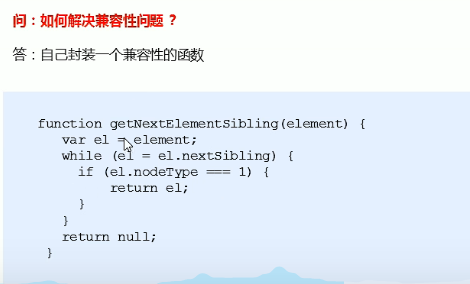 问：如何解决兼容性问题 ?
答：自己封装一个兼容性的函数
function getNextElementSibling(element) {
var el = element;
while (el = el.nextSibling) {
if (el.nodeType === 1) {
return el;
}
}
return null;
}